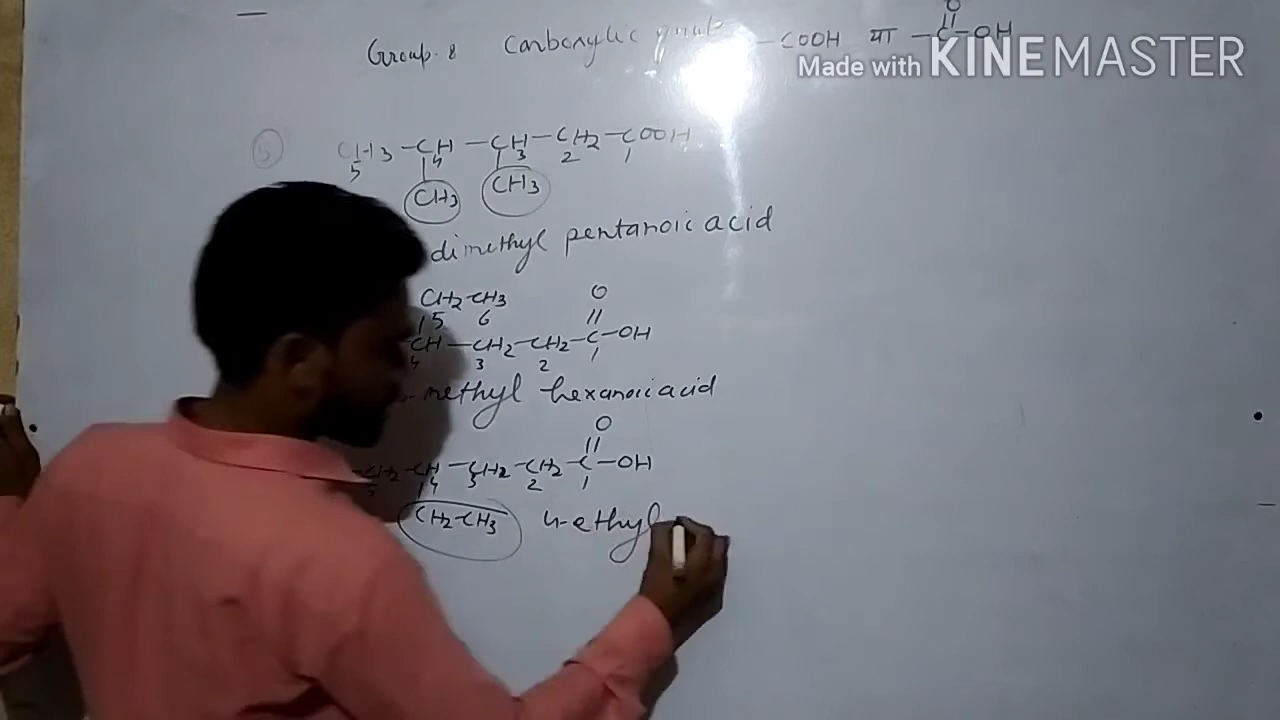 Group-8 Carboxylic -COOH या -C-OH
O
||
Made with KINEMASTER
5 CH3-CH-CH-CH2-COOH
5 4 3 2 1
CH3 CH3
dimethyl pentanoic acid
CH2-CH3 O
5 6 ||
CH-CH2-CH2-C-OH
4 3 2 1
methyl hexanoic acid
O
||
-CH2-CH-CH2-CH2-C-OH
5 4 3 2 1
CH2-CH3 4-ethyl